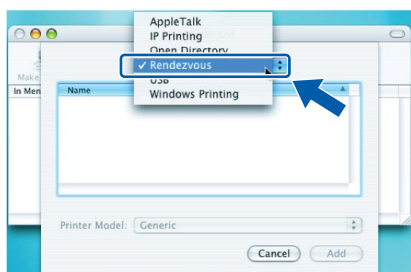 AppleTalk
IP Printing
Open Directory
✓ Rendezvous
USB
Windows Printing
Make
In Men
Name
Printer Model: Generic
Cancel Add